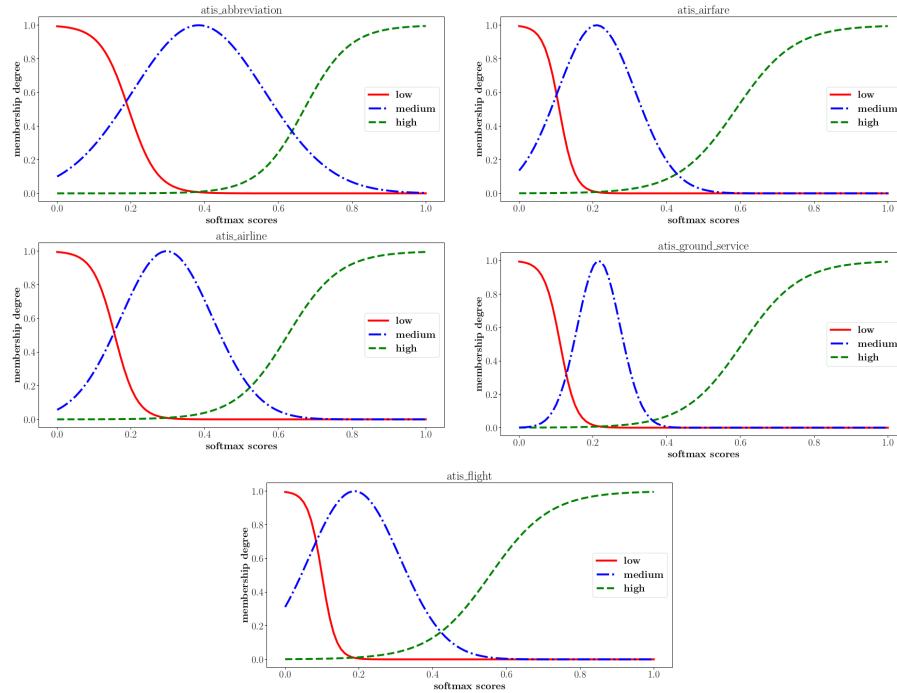 atis_abbreviation
1.0
0.8
0.6
0.4
0.2
0.0
membership degree
low
medium
high
0.0 0.2 0.4 0.6 0.8 1.0
softmax scores
atis_airfare
1.0
0.8
0.6
0.4
0.2
0.0
membership degree
low
medium
high
0.0 0.2 0.4 0.6 0.8 1.0
softmax scores
atis_airline
1.0
0.8
0.6
0.4
0.2
0.0
membership degree
low
medium
high
0.0 0.2 0.4 0.6 0.8 1.0
softmax scores
atis_ground_service
1.0
0.8
0.6
0.4
0.2
0.0
membership degree
low
medium
high
0.0 0.2 0.4 0.6 0.8 1.0
softmax scores
atis_flight
1.0
0.8
0.6
0.4
0.2
0.0
membership degree
low
medium
high
0.0 0.2 0.4 0.6 0.8 1.0
softmax scores